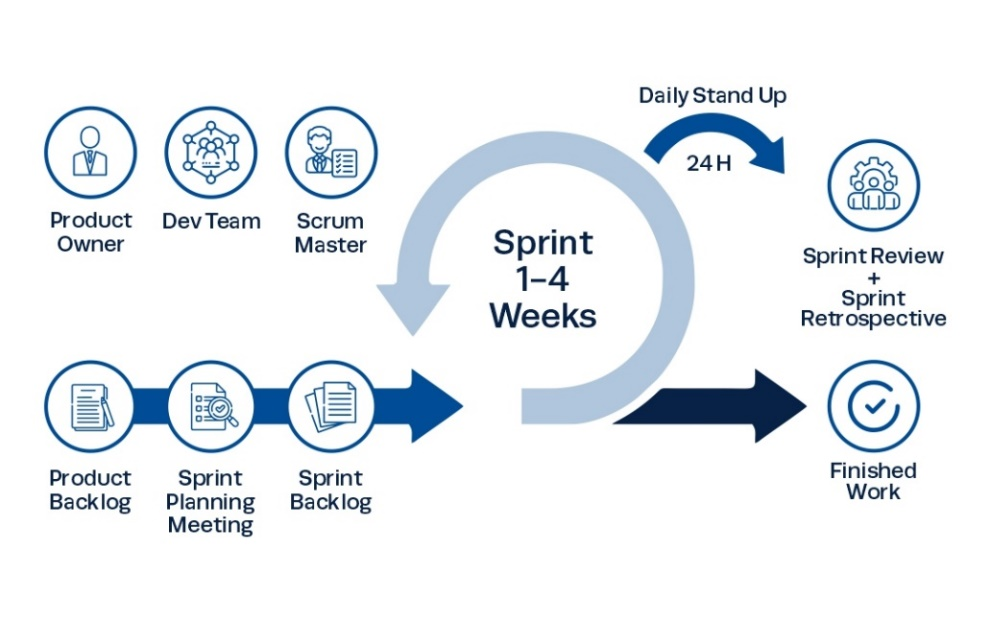 Daily Stand Up
24H
Product
Owner
Dev Team
Scrum
Master
Sprint
1–4
Weeks
Sprint Review
+
Sprint
Retrospective
Product
Backlog
Sprint
Planning
Meeting
Sprint
Backlog
Finished
Work